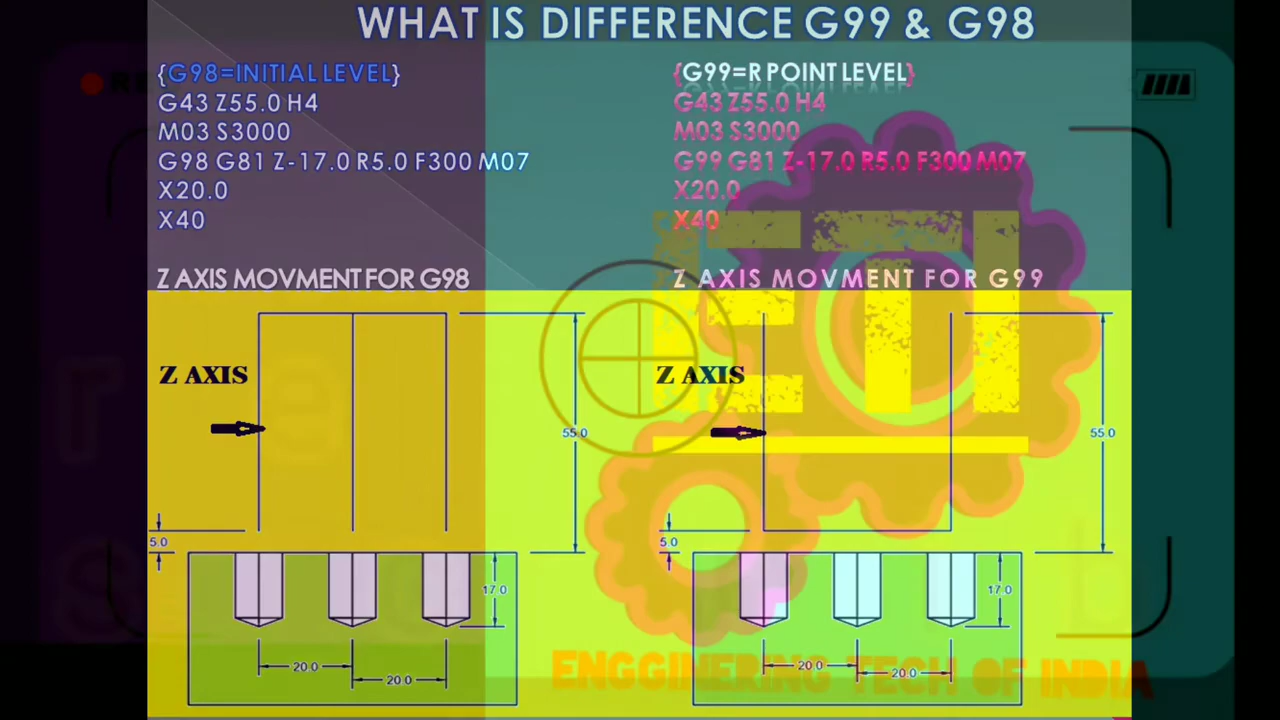 WHAT IS DIFFERENCE G99 & G98
{G98=INITIAL LEVEL}
G43 Z55.0 H4
M03 S3000
G98 G81 Z-17.0 R5.0 F300 M07
X20.0
X40
Z AXIS MOVMENT FOR G98
Z AXIS
55.0
5.0
17.0
20.0
20.0
{G99=R POINT LEVEL}
G43 Z55.0 H4
M03 S3000
G99 G81 Z-17.0 R5.0 F300 M07
X20.0
X40
Z AXIS MOVMENT FOR G99
Z AXIS
55.0
5.0
17.0
20.0
20.0
ETI
ENGGINERING TECH OF INDIA